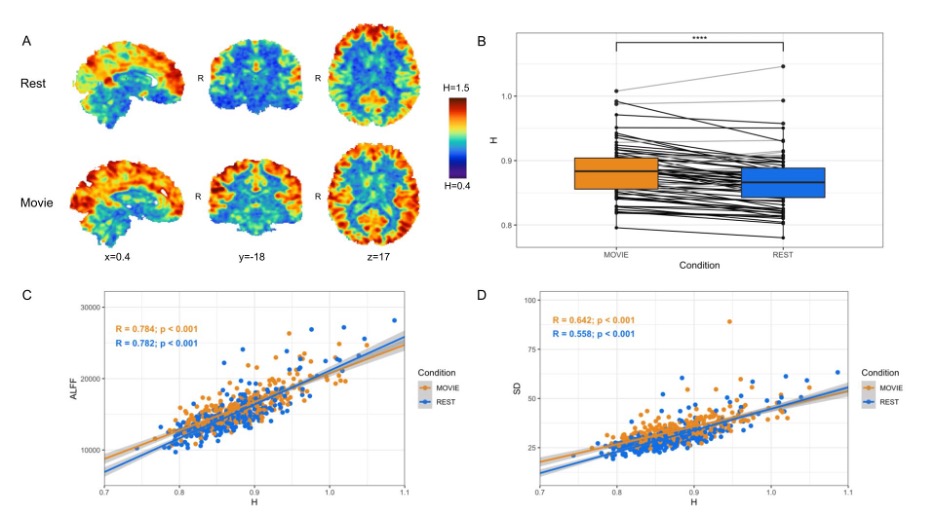 A
Rest
R
R
H=1.5
H=0.4
Movie
R
R
x=0.4
y=-18
z=17
B
****
H
1.0
0.9
0.8
MOVIE
REST
Condition
C
ALFF
30000
20000
10000
R = 0.784; p < 0.001
R = 0.782; p < 0.001
Condition
MOVIE
REST
0.7
0.8
0.9
1.0
1.1
H
D
SD
100
75
50
25
R = 0.642; p < 0.001
R = 0.558; p < 0.001
Condition
MOVIE
REST
0.7
0.8
0.9
1.0
1.1
H